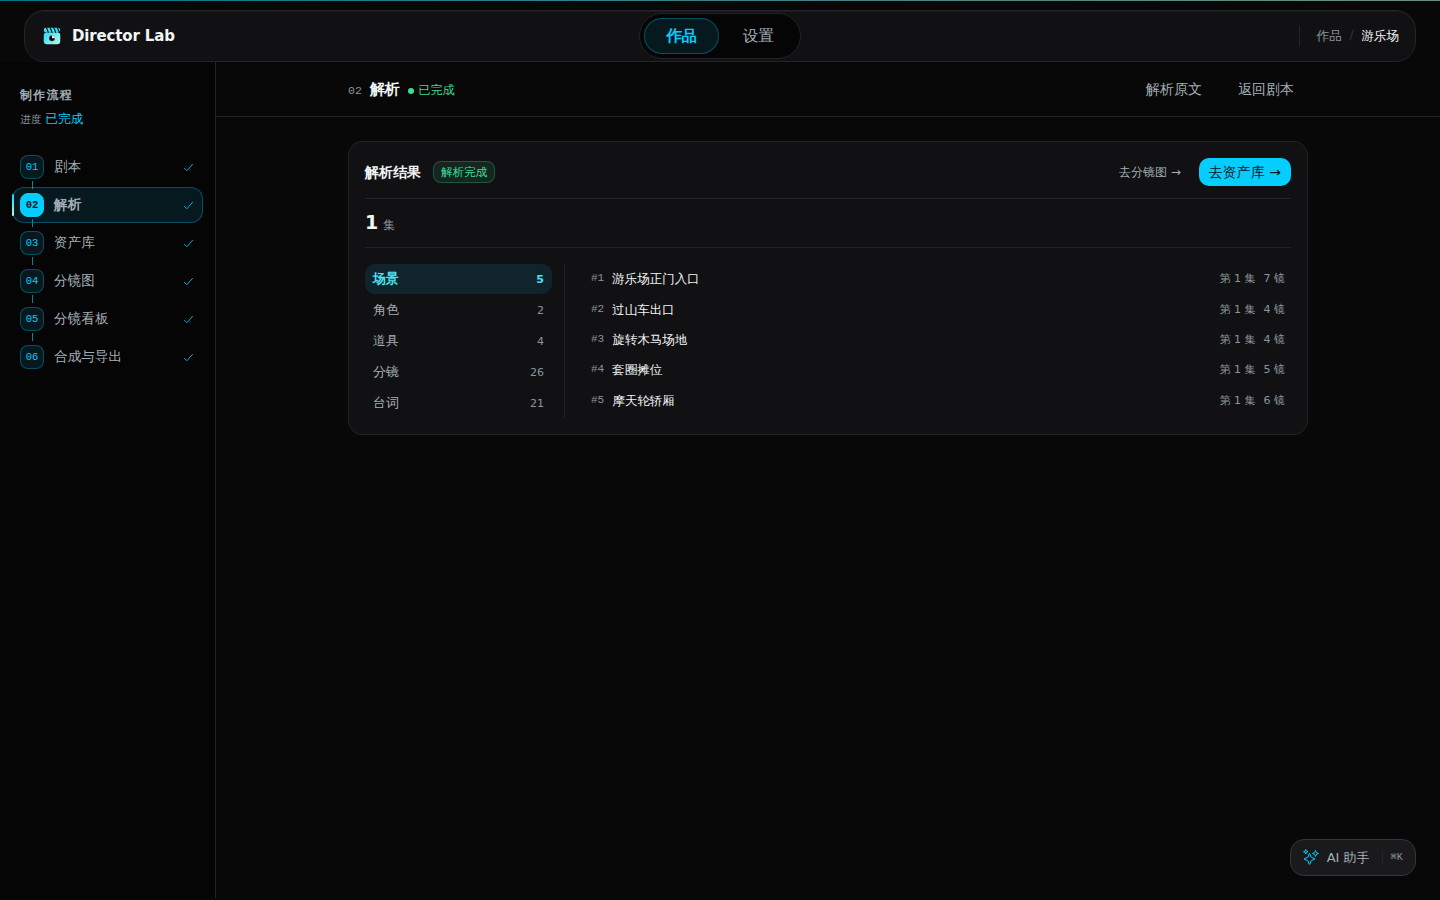 Director Lab
作品
设置
作品 / 游乐场
制作流程
进度 已完成
01 剧本
02 解析
03 资产库
04 分镜图
05 分镜看板
06 合成与导出
02 解析 已完成
解析原文
返回剧本
解析结果 解析完成
去分镜图 →
去资产库 →
1 集
场景 5
角色 2
道具 4
分镜 26
台词 21
#1 游乐场正门入口 第 1 集 7 镜
#2 过山车出口 第 1 集 4 镜
#3 旋转木马场地 第 1 集 4 镜
#4 套圈摊位 第 1 集 5 镜
#5 摩天轮轿厢 第 1 集 6 镜
AI 助手 ⌘K